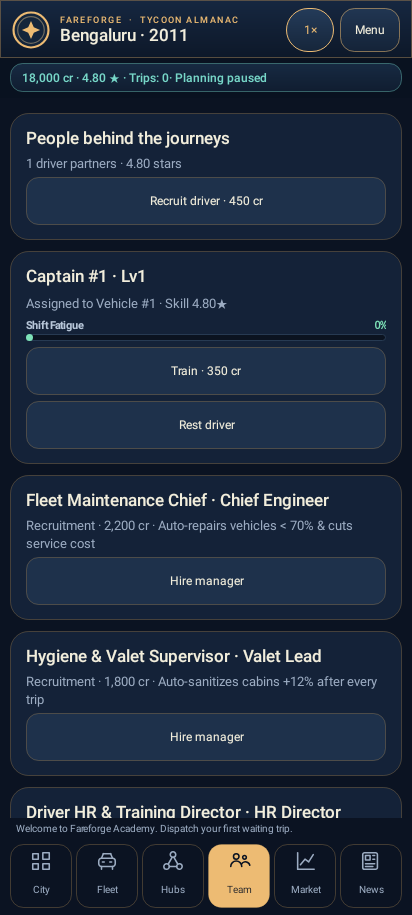 FAREFORGE · TYCOON ALMANAC
Bengaluru · 2011
1×
Menu
18,000 cr · 4.80 ★ · Trips: 0· Planning paused
People behind the journeys
1 driver partners · 4.80 stars
Recruit driver · 450 cr
Captain #1 · Lv1
Assigned to Vehicle #1 · Skill 4.80★
Shift Fatigue 0%
Train · 350 cr
Rest driver
Fleet Maintenance Chief · Chief Engineer
Recruitment · 2,200 cr · Auto-repairs vehicles < 70% & cuts
service cost
Hire manager
Hygiene & Valet Supervisor · Valet Lead
Recruitment · 1,800 cr · Auto-sanitizes cabins +12% after every
trip
Hire manager
Driver HR & Training Director · HR Director
Welcome to Fareforge Academy. Dispatch your first waiting trip.
City Fleet Hubs Team Market News